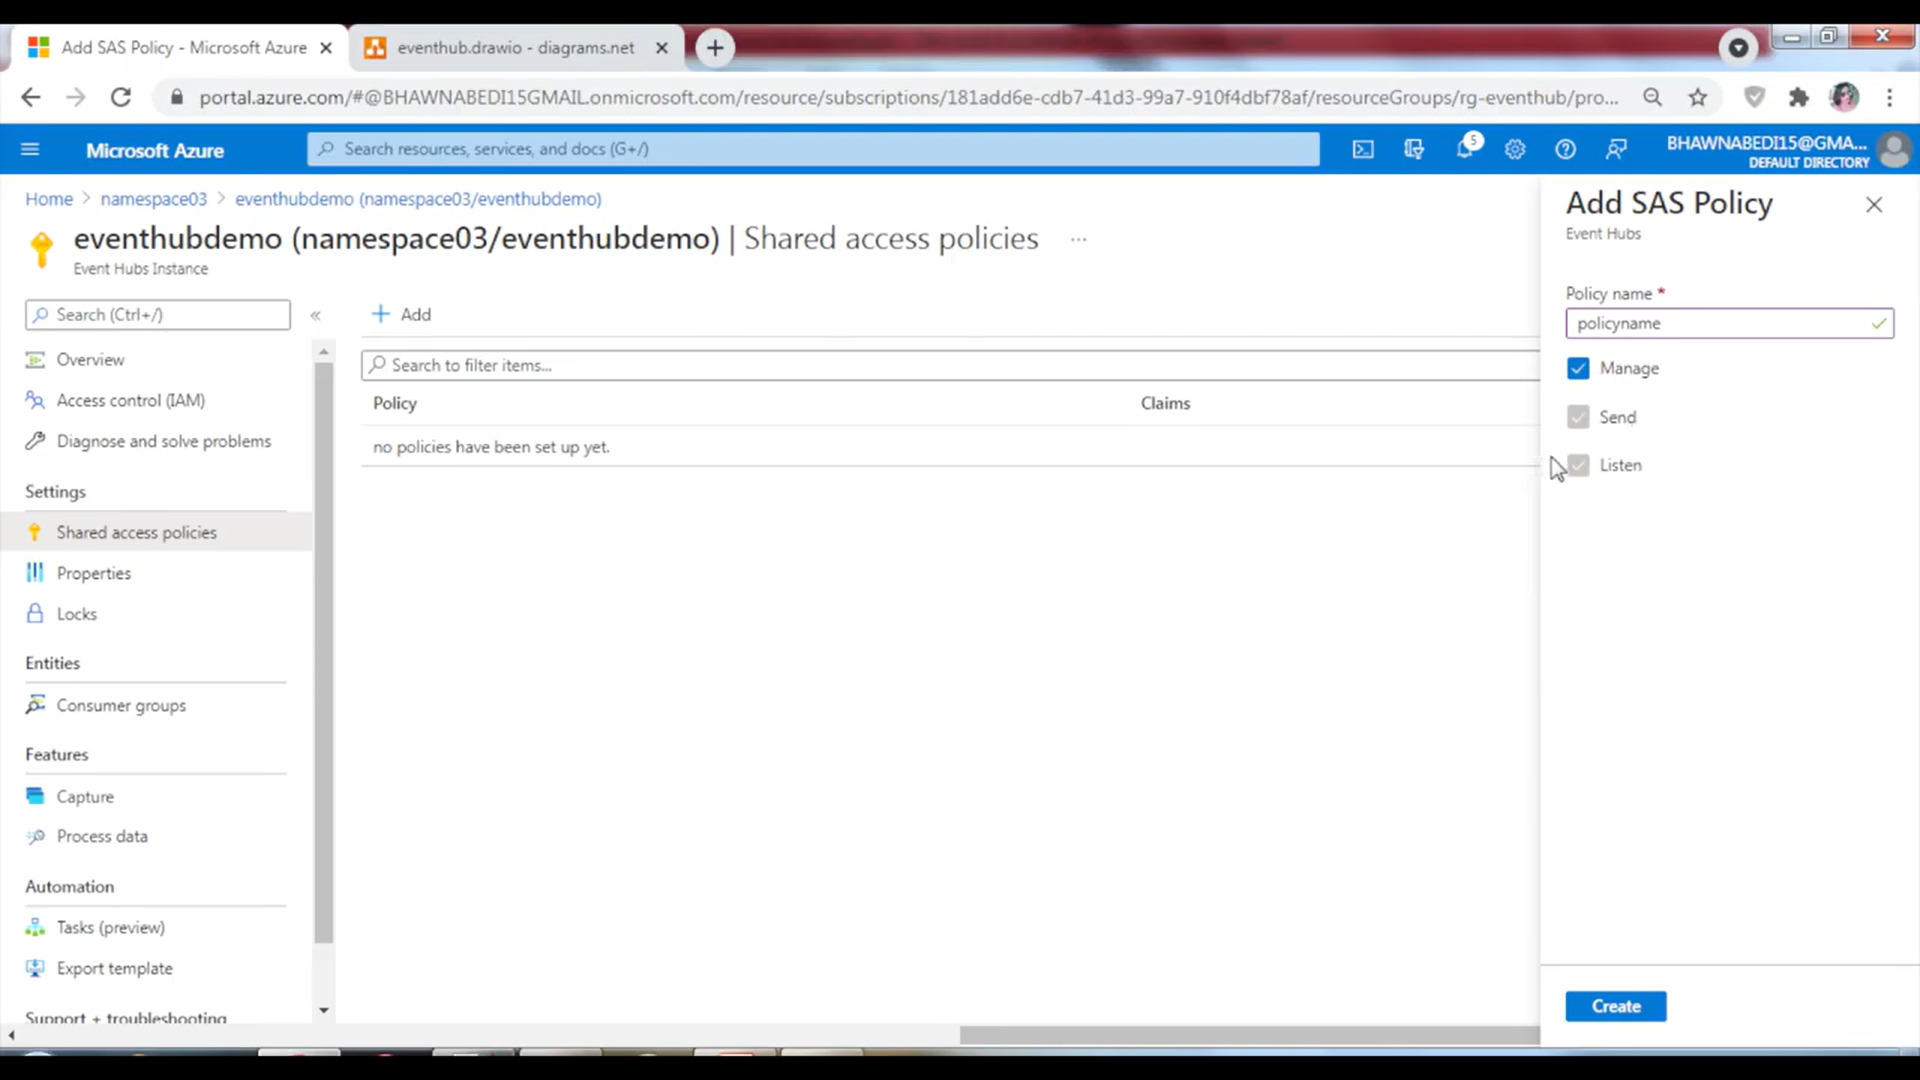 Add SAS Policy - Microsoft Azure
eventhub.drawio - diagrams.net
portal.azure.com/#@BHAWNABEDI15GMAIL.onmicrosoft.com/resource/subscriptions/181add6e-cdb7-41d3-99a7-910f4dbf78af/resourceGroups/rg-eventhub/pro...
Microsoft Azure
Search resources, services, and docs (G+/)
5
BHAWNABEDI15@GMA...
DEFAULT DIRECTORY
Home > namespace03 > eventhubdemo (namespace03/eventhubdemo)
eventhubdemo (namespace03/eventhubdemo) | Shared access policies ...
Event Hubs Instance
Search (Ctrl+/)
«
Overview
Access control (IAM)
Diagnose and solve problems
Settings
Shared access policies
Properties
Locks
Entities
Consumer groups
Features
Capture
Process data
Automation
Tasks (preview)
Export template
Support + troubleshooting
+ Add
Search to filter items...
Policy Claims
no policies have been set up yet.
Add SAS Policy
Event Hubs
Policy name *
policyname
Manage
Send
Listen
Create